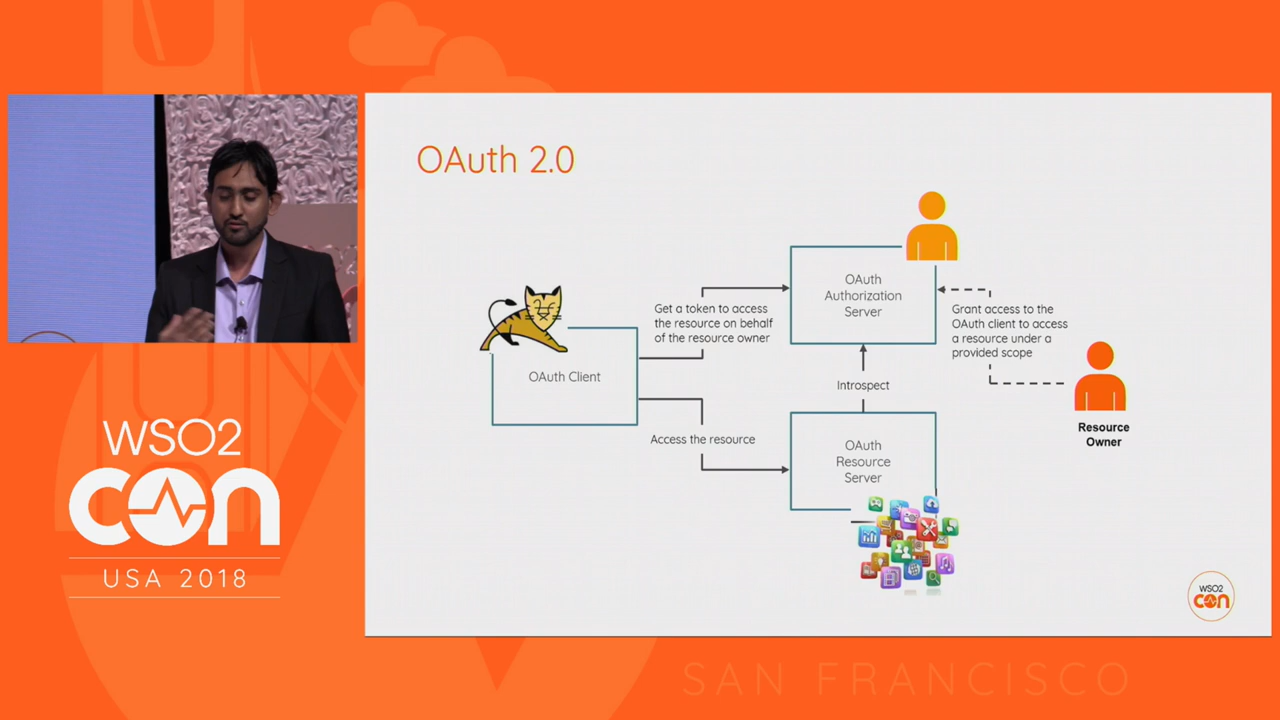 OAuth 2.0
OAuth
Authorization
Server
Get a token to access
the resource on behalf
of the resource owner
Grant access to the
OAuth client to access
a resource under a
provided scope
OAuth Client
Introspect
Access the resource
OAuth
Resource
Server
Resource
Owner
WSO2
CON
USA 2018
WSO2
CON
SAN FRANCISCO